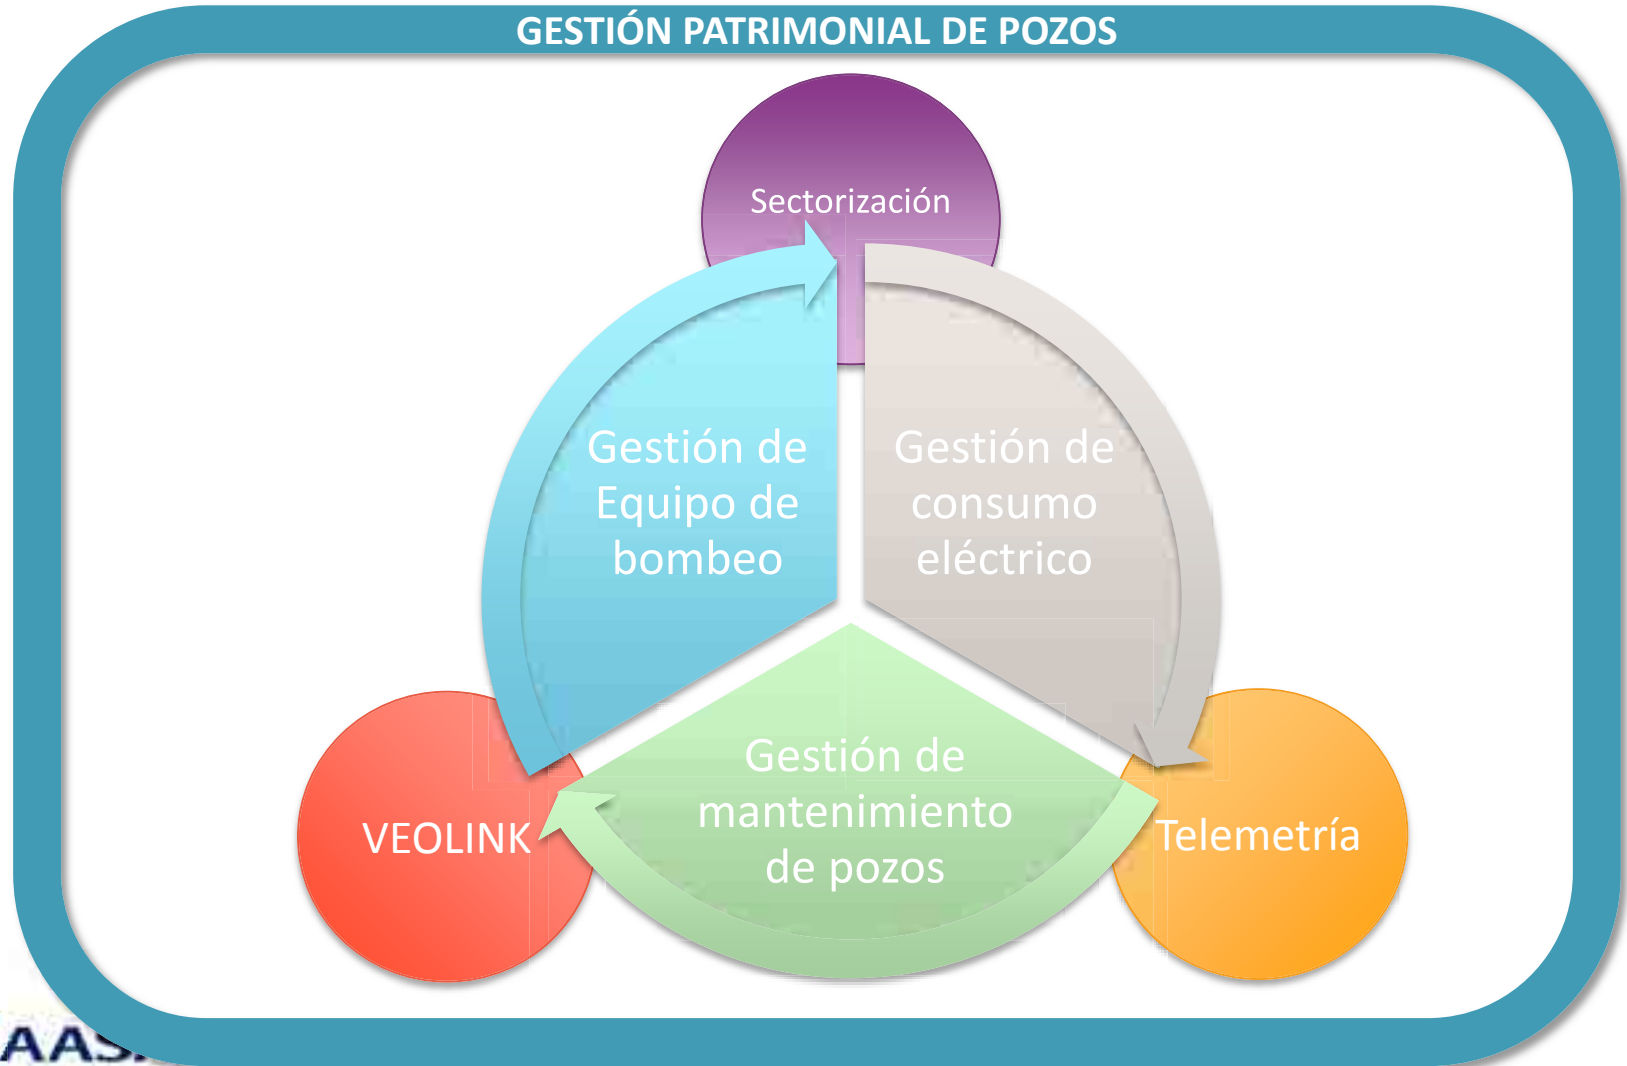 GESTIÓN PATRIMONIAL DE POZOS
Sectorización
Gestión de
Equipo de
bombeo
Gestión de
consumo
eléctrico
Gestión de
mantenimiento
de pozos
VEOLINK
Telemetría